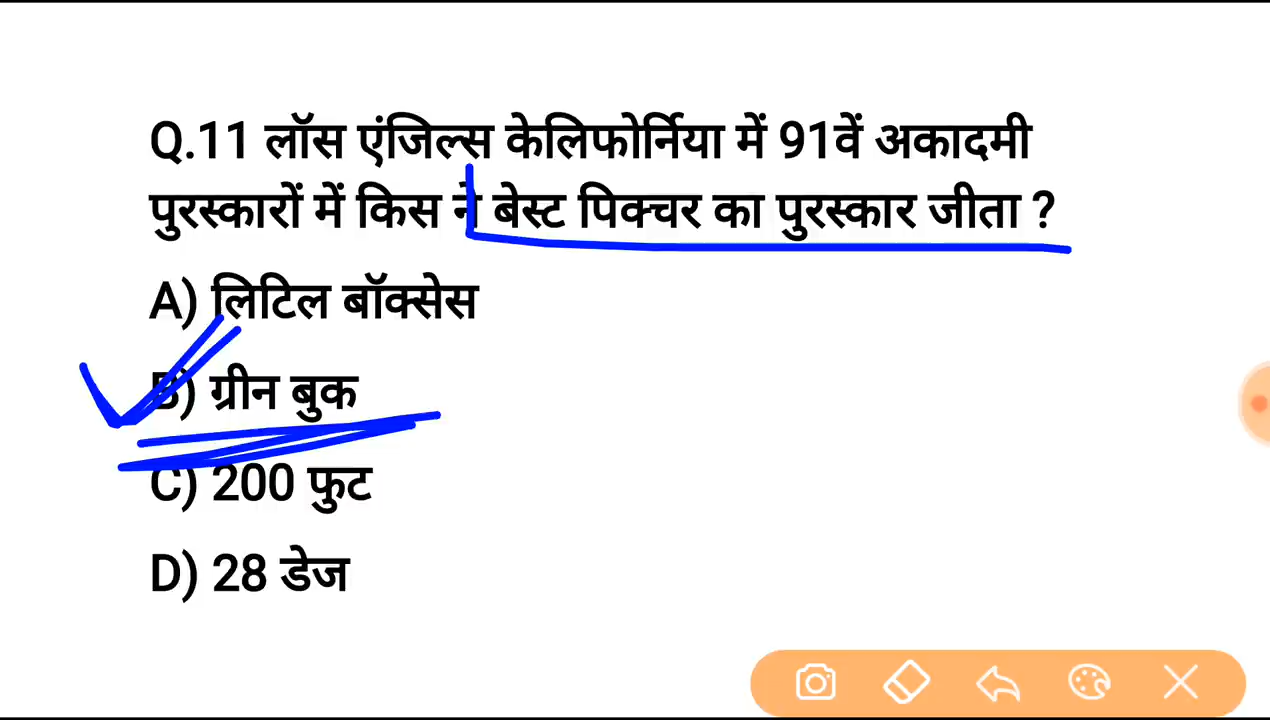 Q.11 लॉस एंजिल्स केलिफोर्निया में 91वें अकादमी
पुरस्कारों में किस ने बेस्ट पिक्चर का पुरस्कार जीता ?
A) लिटिल बॉक्सेस
B) ग्रीन बुक
C) 200 फुट
D) 28 डेज